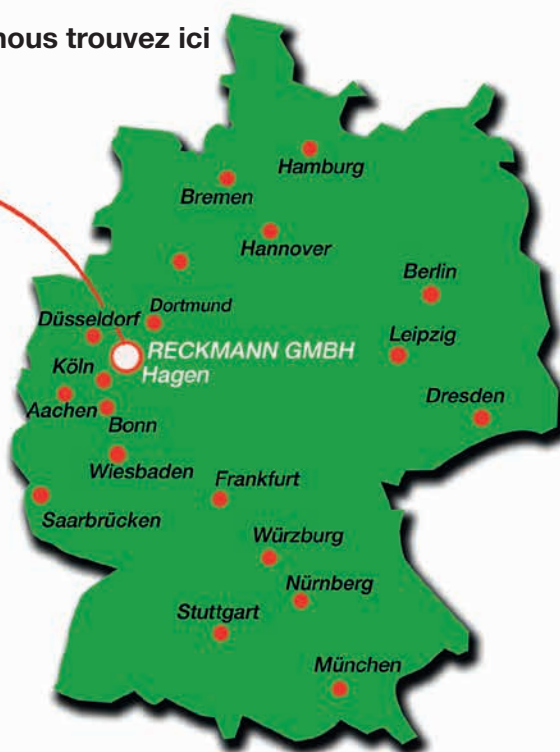 nous trouvez ici
Hamburg
Bremen
Hannover
Berlin
Dortmund
Düsseldorf
RECKMANN GMBH
Leipzig
Köln
Hagen
Dresden
Aachen
Bonn
Wiesbaden
Frankfurt
Saarbrücken
Würzburg
Nürnberg
Stuttgart
München